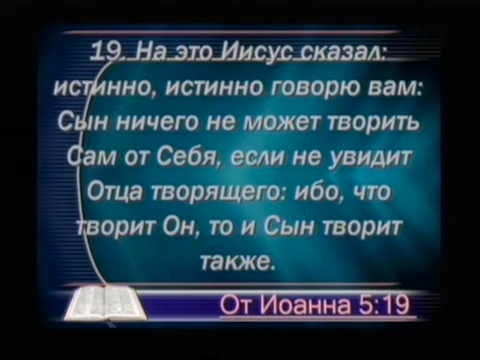 19. На это Иисус сказал:
истинно, истинно говорю вам:
Сын ничего не может творить
Сам от Себя, если не увидит
Отца творящего: ибо, что
творит Он, то и Сын творит
также.
От Иоанна 5:19